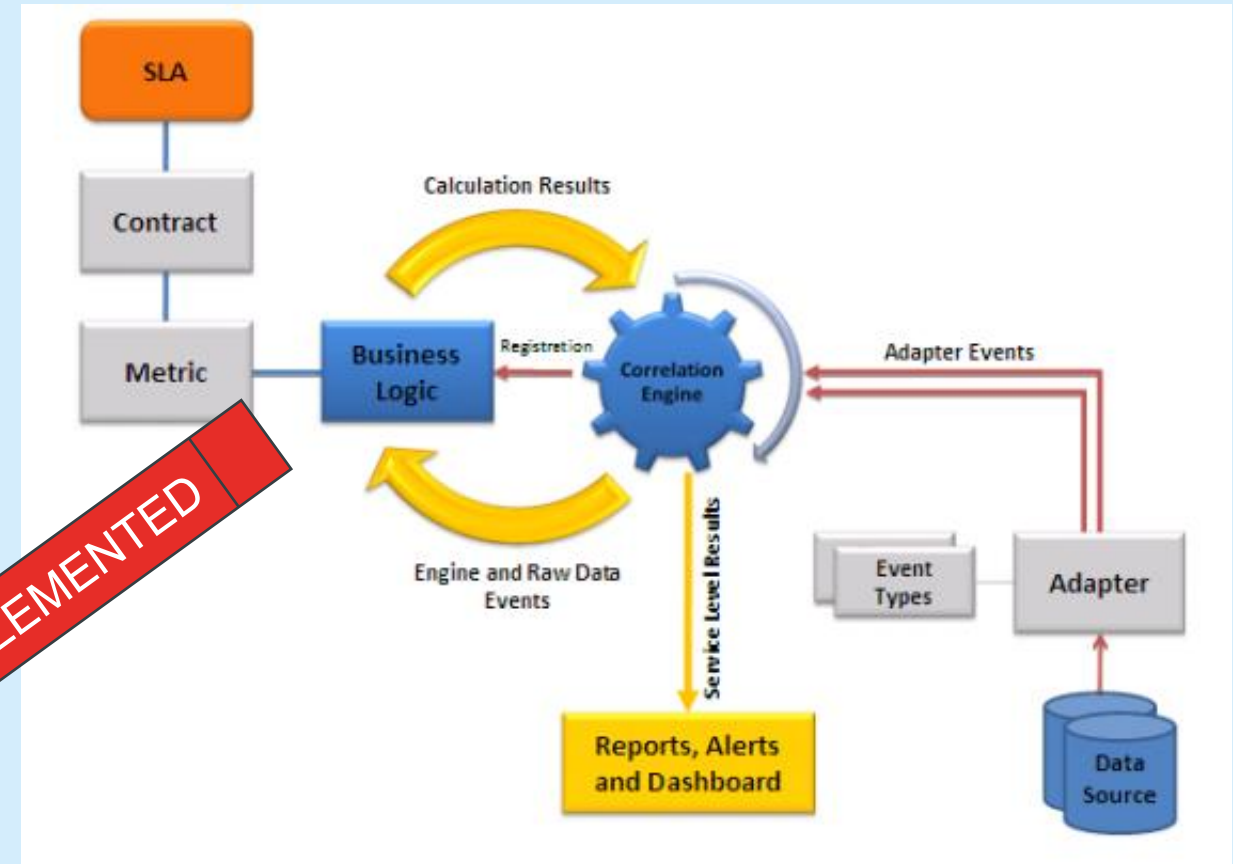 SLA
Contract
Metric
Calculation Results
Business
Logic
Registration
Correlation
Engine
Adapter Events
Engine and Raw Data
Events
Service Level Results
Event
Types
Adapter
Reports, Alerts
and Dashboard
Data
Source